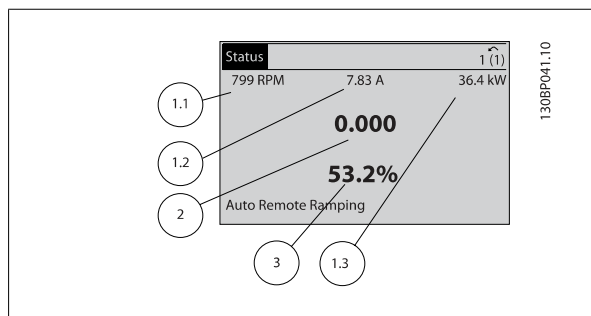 Status 1 (1)
799 RPM 7.83 A 36.4 kW
0.000
53.2%
Auto Remote Ramping
1.1
1.2
2
3
1.3
130BP041.10